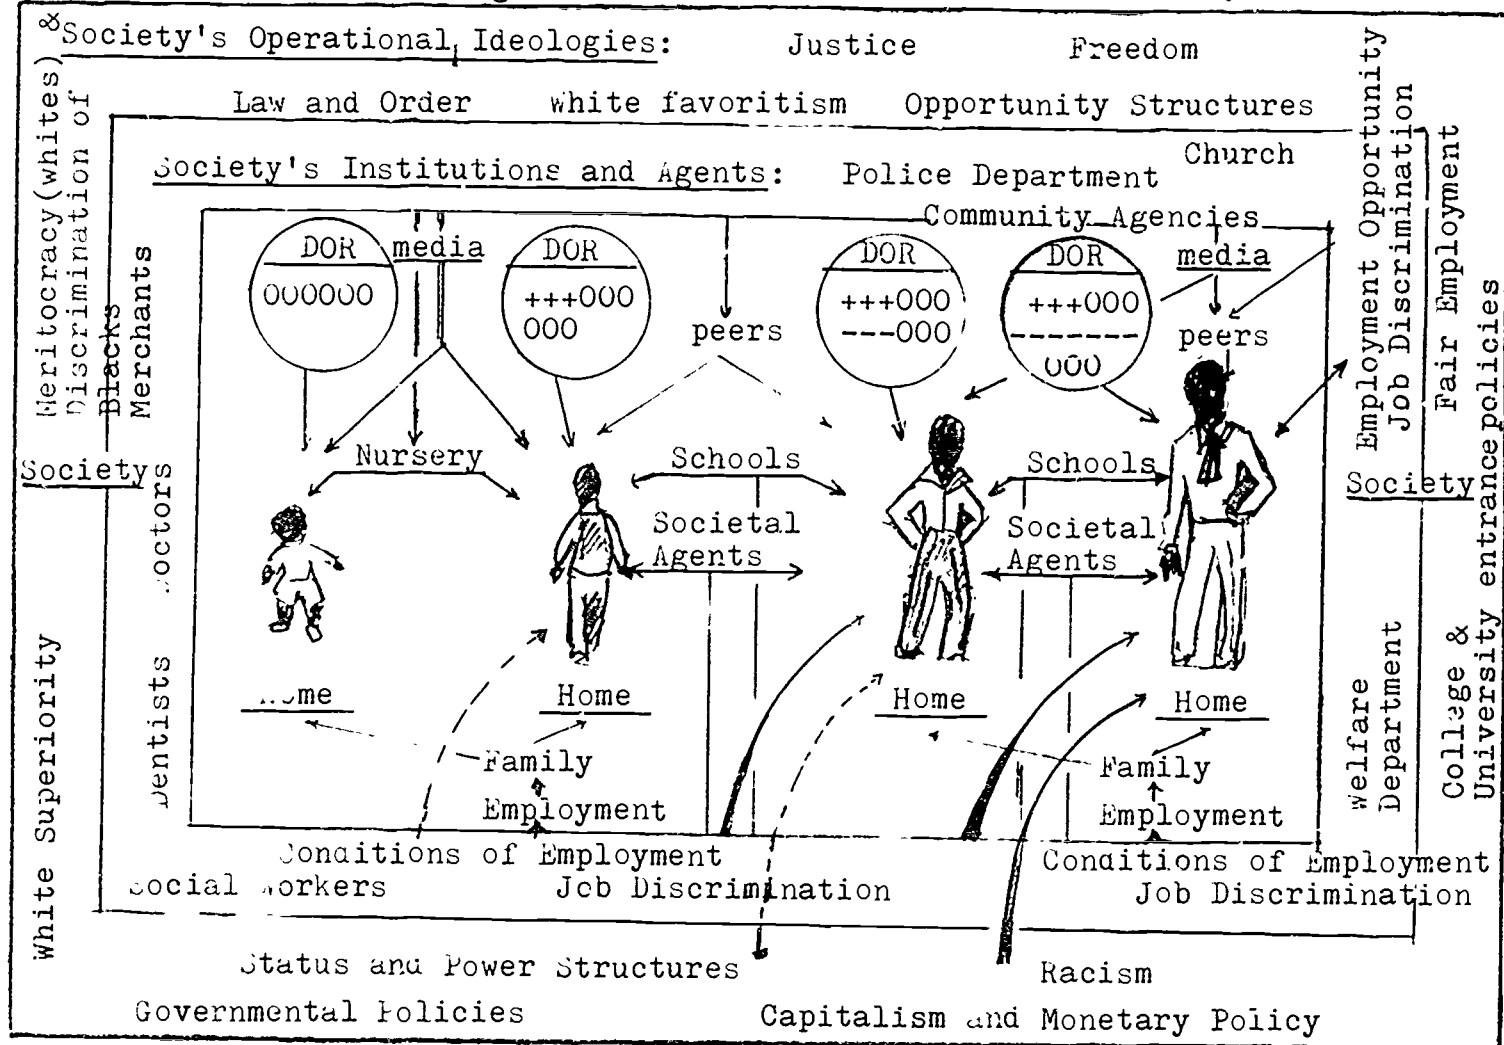 Society's Operational Ideologies:
Justice
Freedom
Law and Order
White favoritism
Opportunity Structures
Society's Institutions and Agents:
Police Department
Church
Community Agencies
Meritocracy(whites) &
Discrimination of
Blacks
Merchants
Society
Doctors
Dentists
White Superiority
DOR
000000
media
DOR
+++000
000
peers
DOR
+++000
---000
DOR
+++000
-------
000
media
peers
Nursery
Schools
Societal
Agents
Schools
Societal
Agents
Home
Home
Home
Home
Family
Employment
Family
Employment
Employment Opportunity
Job Discrimination
Fair Employment
Society
Welfare
Department
College &
University entrance policies
Conditions of Employment
Social Workers
Job Discrimination
Conditions of Employment
Job Discrimination
Status and Power Structures
Racism
Governmental Policies
Capitalism and Monetary Policy